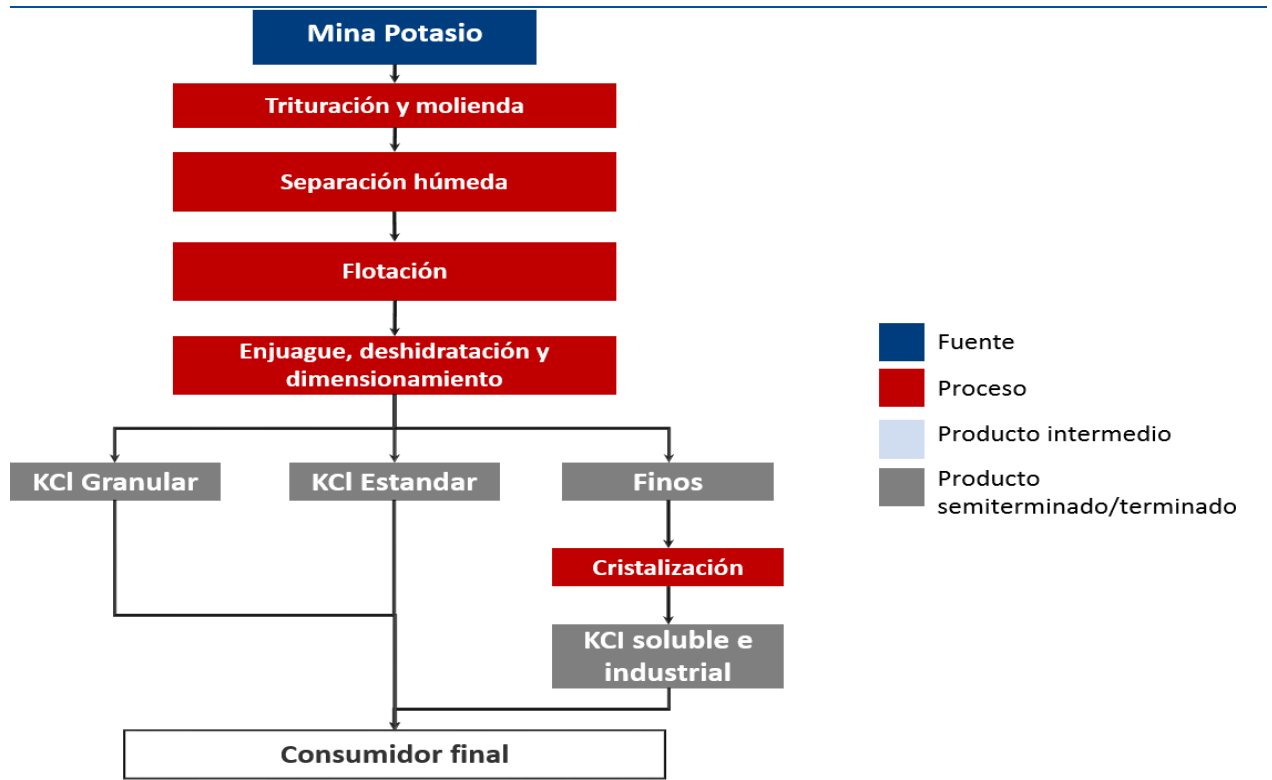 Mina Potasio
Trituración y molienda
Separación húmeda
Flotación
Enjuague, deshidratación y
dimensionamiento
KCl Granular
KCl Estandar
Finos
Cristalización
KCI soluble e
industrial
Consumidor final
Fuente
Proceso
Producto intermedio
Producto
semiterminado/terminado